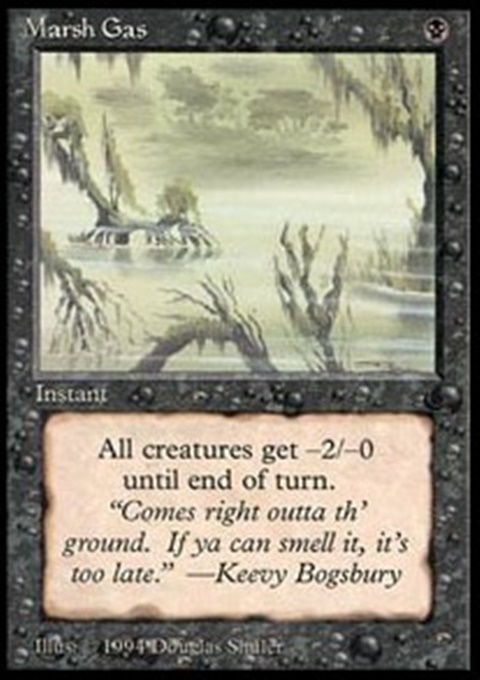 Marsh Gas
Instant
All creatures get –2/–0
until end of turn.
“Comes right outta th’
ground. If ya can smell it, it’s
too late.” —Keevy Bogsbury
Illus. © 1994 Douglas Shuler